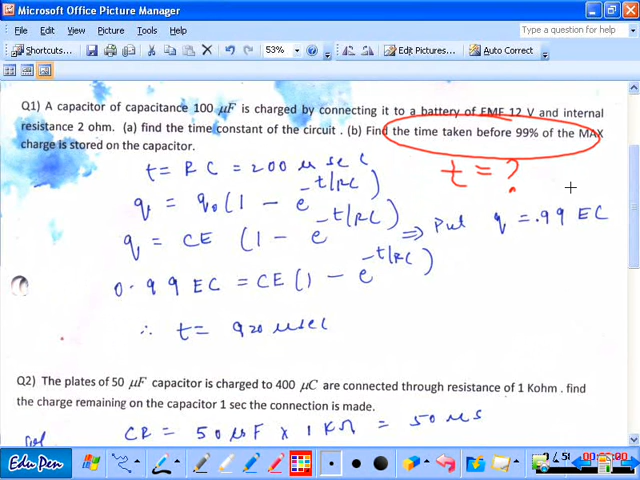 Microsoft Office Picture Manager
File Edit View Picture Tools Help Type a question for help
Shortcuts... 53% Edit Pictures... Auto Correct
Q1) A capacitor of capacitance 100 μF is charged by connecting it to a battery of EMF 12 V and internal
resistance 2 ohm. (a) find the time constant of the circuit . (b) Find the time taken before 99% of the MAX
charge is stored on the capacitor.
t = RC = 200 μ sec
t = ?
q = q₀ (1 - e^-t/RC)
q = CE (1 - e^-t/RC) ⇒ Put q = .99 EC
0.99 EC = CE (1 - e^-t/RC)
∴ t = 920 μsec
Q2) The plates of 50 μF capacitor is charged to 400 μC are connected through resistance of 1 Kohm . find
the charge remaining on the capacitor 1 sec the connection is made.
Sol CR = 50 μF x 1 KΩ = 50 ms
Edu Pen